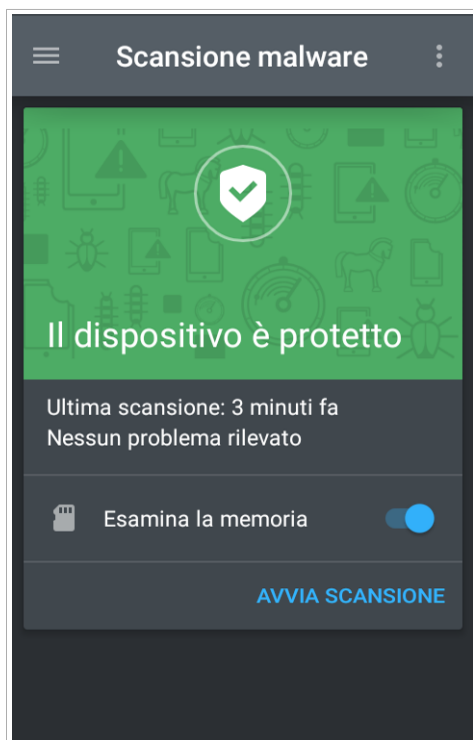 Scansione malware
Il dispositivo è protetto
Ultima scansione: 3 minuti fa
Nessun problema rilevato
Esamina la memoria
AVVIA SCANSIONE